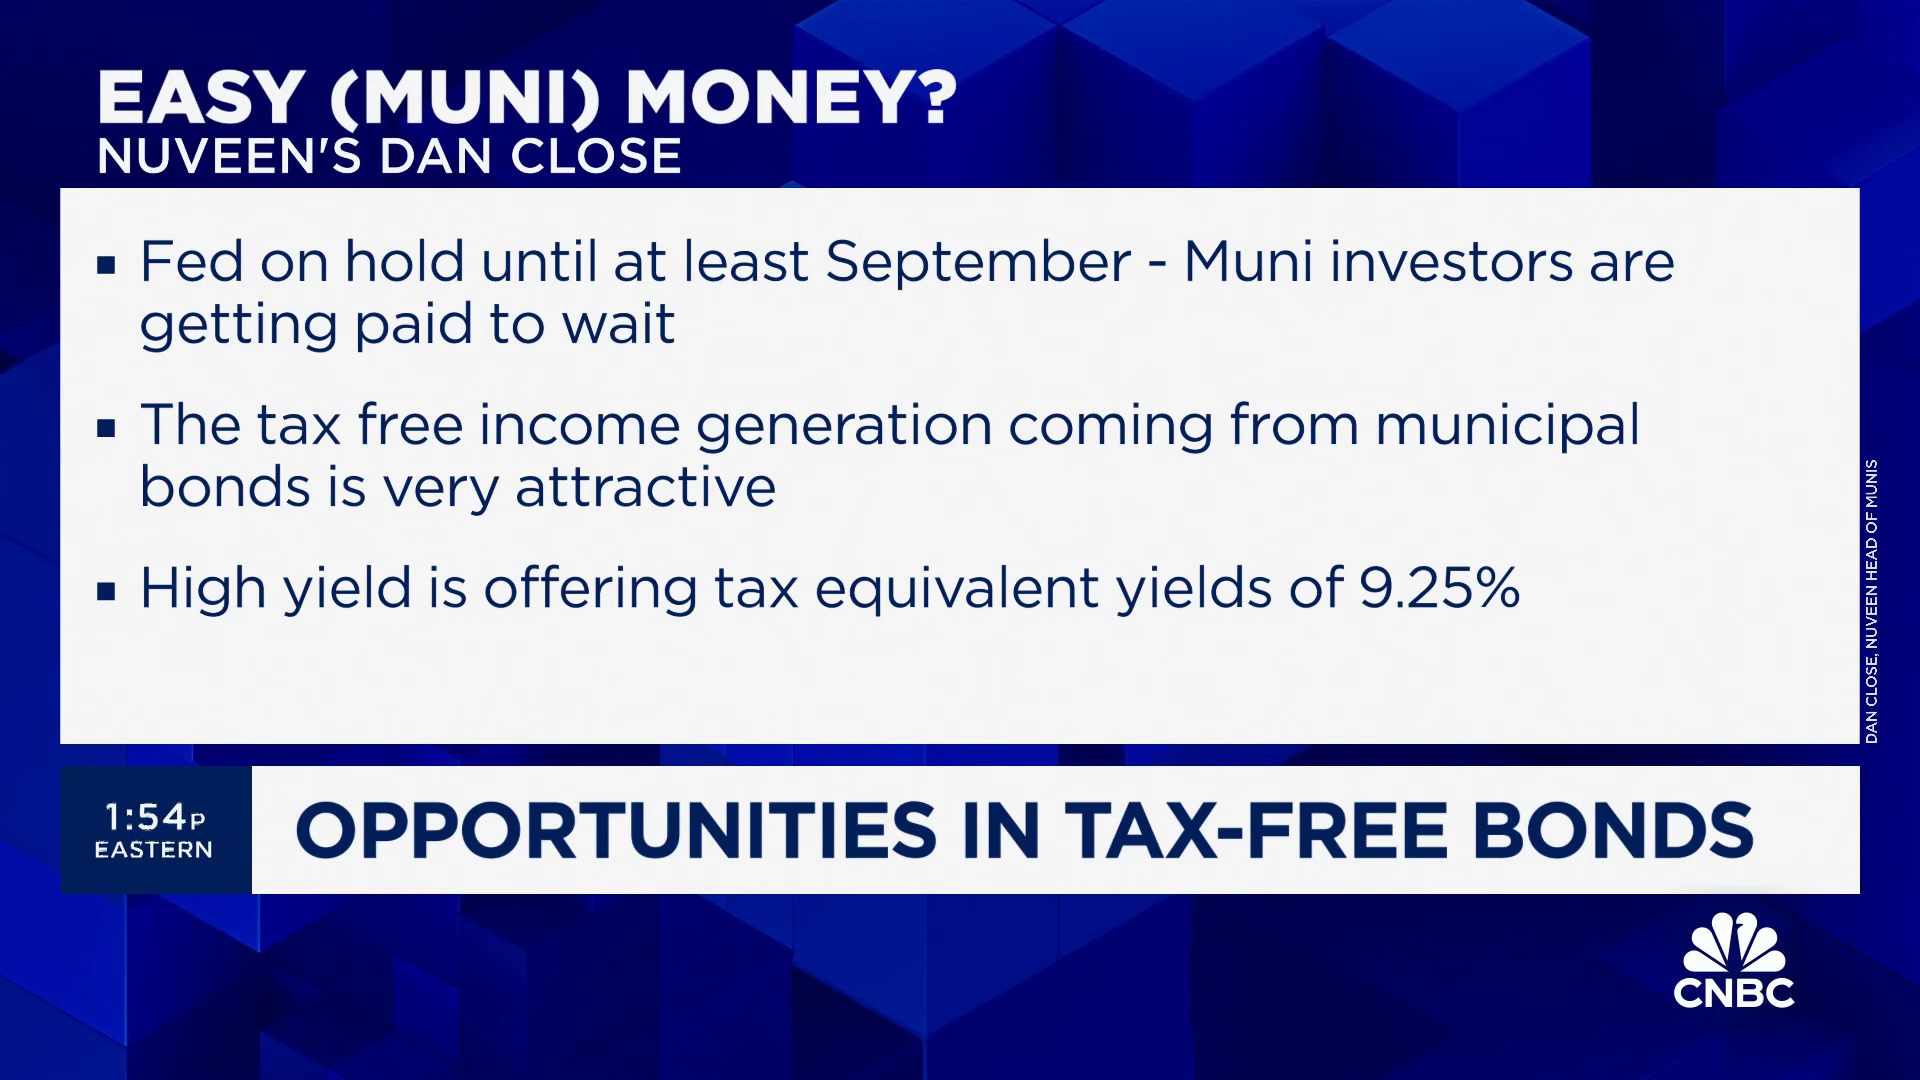 EASY (MUNI) MONEY?
NUVEEN'S DAN CLOSE
▪ Fed on hold until at least September - Muni investors are
getting paid to wait
▪ The tax free income generation coming from municipal
bonds is very attractive
▪ High yield is offering tax equivalent yields of 9.25%
DAN CLOSE, NUVEEN HEAD OF MUNIS
1:54P
EASTERN
OPPORTUNITIES IN TAX-FREE BONDS
CNBC